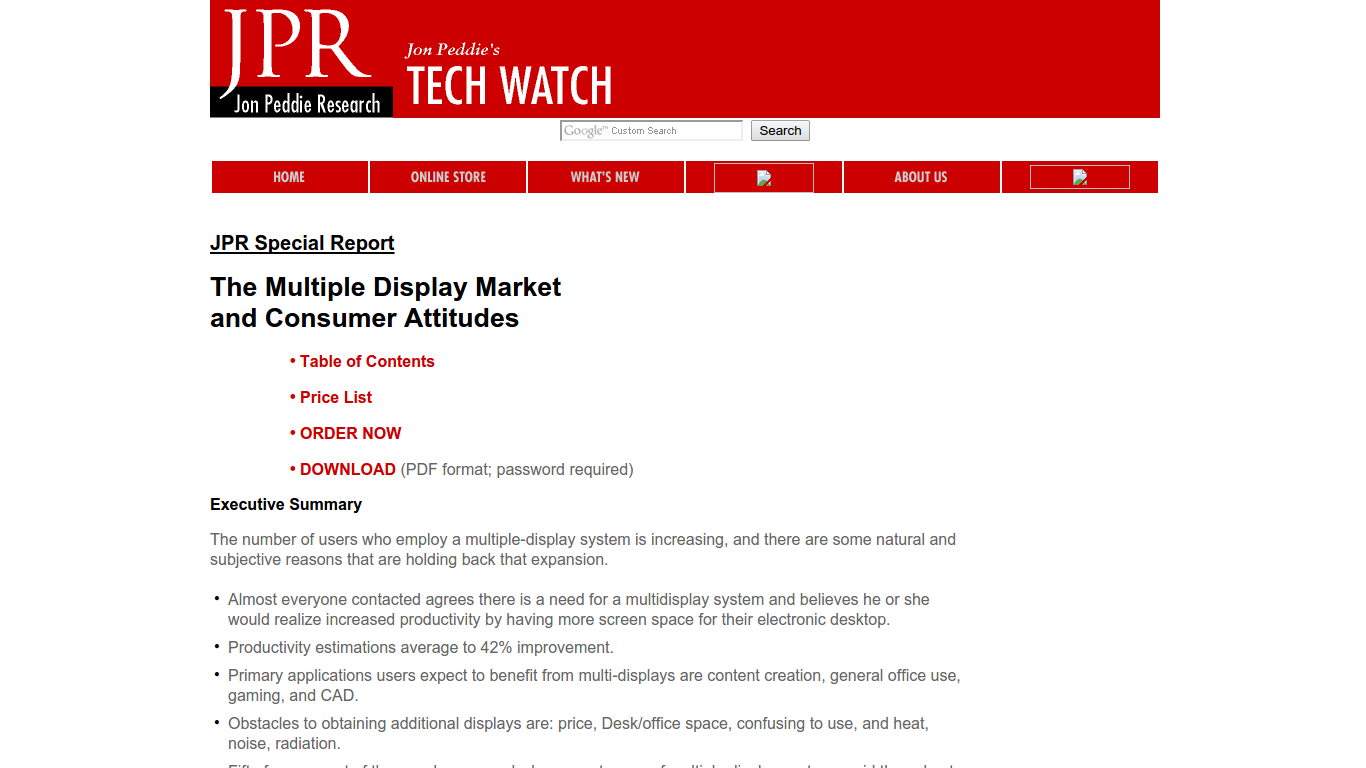 JPR
Jon Peddie Research
Jon Peddie's
TECH WATCH
Google™ Custom Search
Search
HOME
ONLINE STORE
WHAT'S NEW
ABOUT US
JPR Special Report
The Multiple Display Market
and Consumer Attitudes
• Table of Contents
• Price List
• ORDER NOW
• DOWNLOAD (PDF format; password required)
Executive Summary
The number of users who employ a multiple-display system is increasing, and there are some natural and
subjective reasons that are holding back that expansion.
• Almost everyone contacted agrees there is a need for a multidisplay system and believes he or she
would realize increased productivity by having more screen space for their electronic desktop.
• Productivity estimations average to 42% improvement.
• Primary applications users expect to benefit from multi-displays are content creation, general office use,
gaming, and CAD.
• Obstacles to obtaining additional displays are: price, Desk/office space, confusing to use, and heat,
noise, radiation.